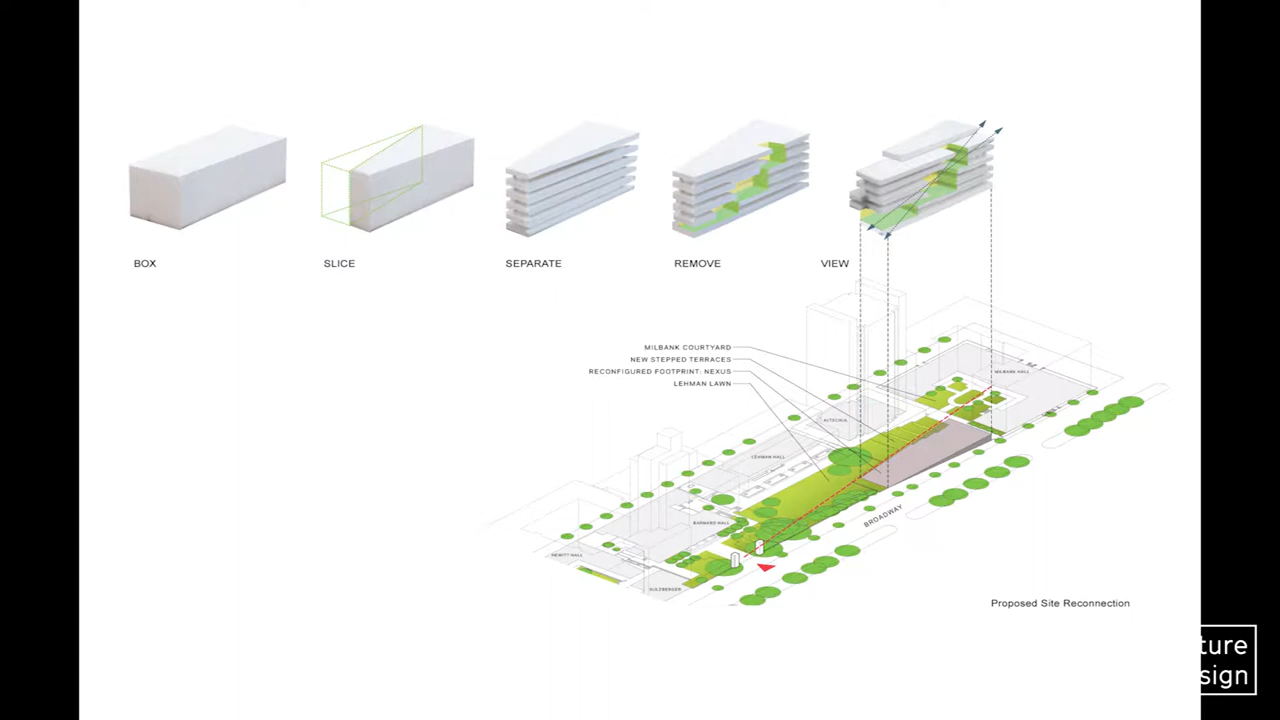 BOX
SLICE
SEPARATE
REMOVE
VIEW
MILBANK COURTYARD
NEW STEPPED TERRACES
RECONFIGURED FOOTPRINT: NEXUS
LEHMAN LAWN
MILBANK HALL
ALTSCHUL
LEHMAN HALL
BARNARD HALL
BROADWAY
HEWITT HALL
SULZBERGER
Proposed Site Reconnection
ture
sign